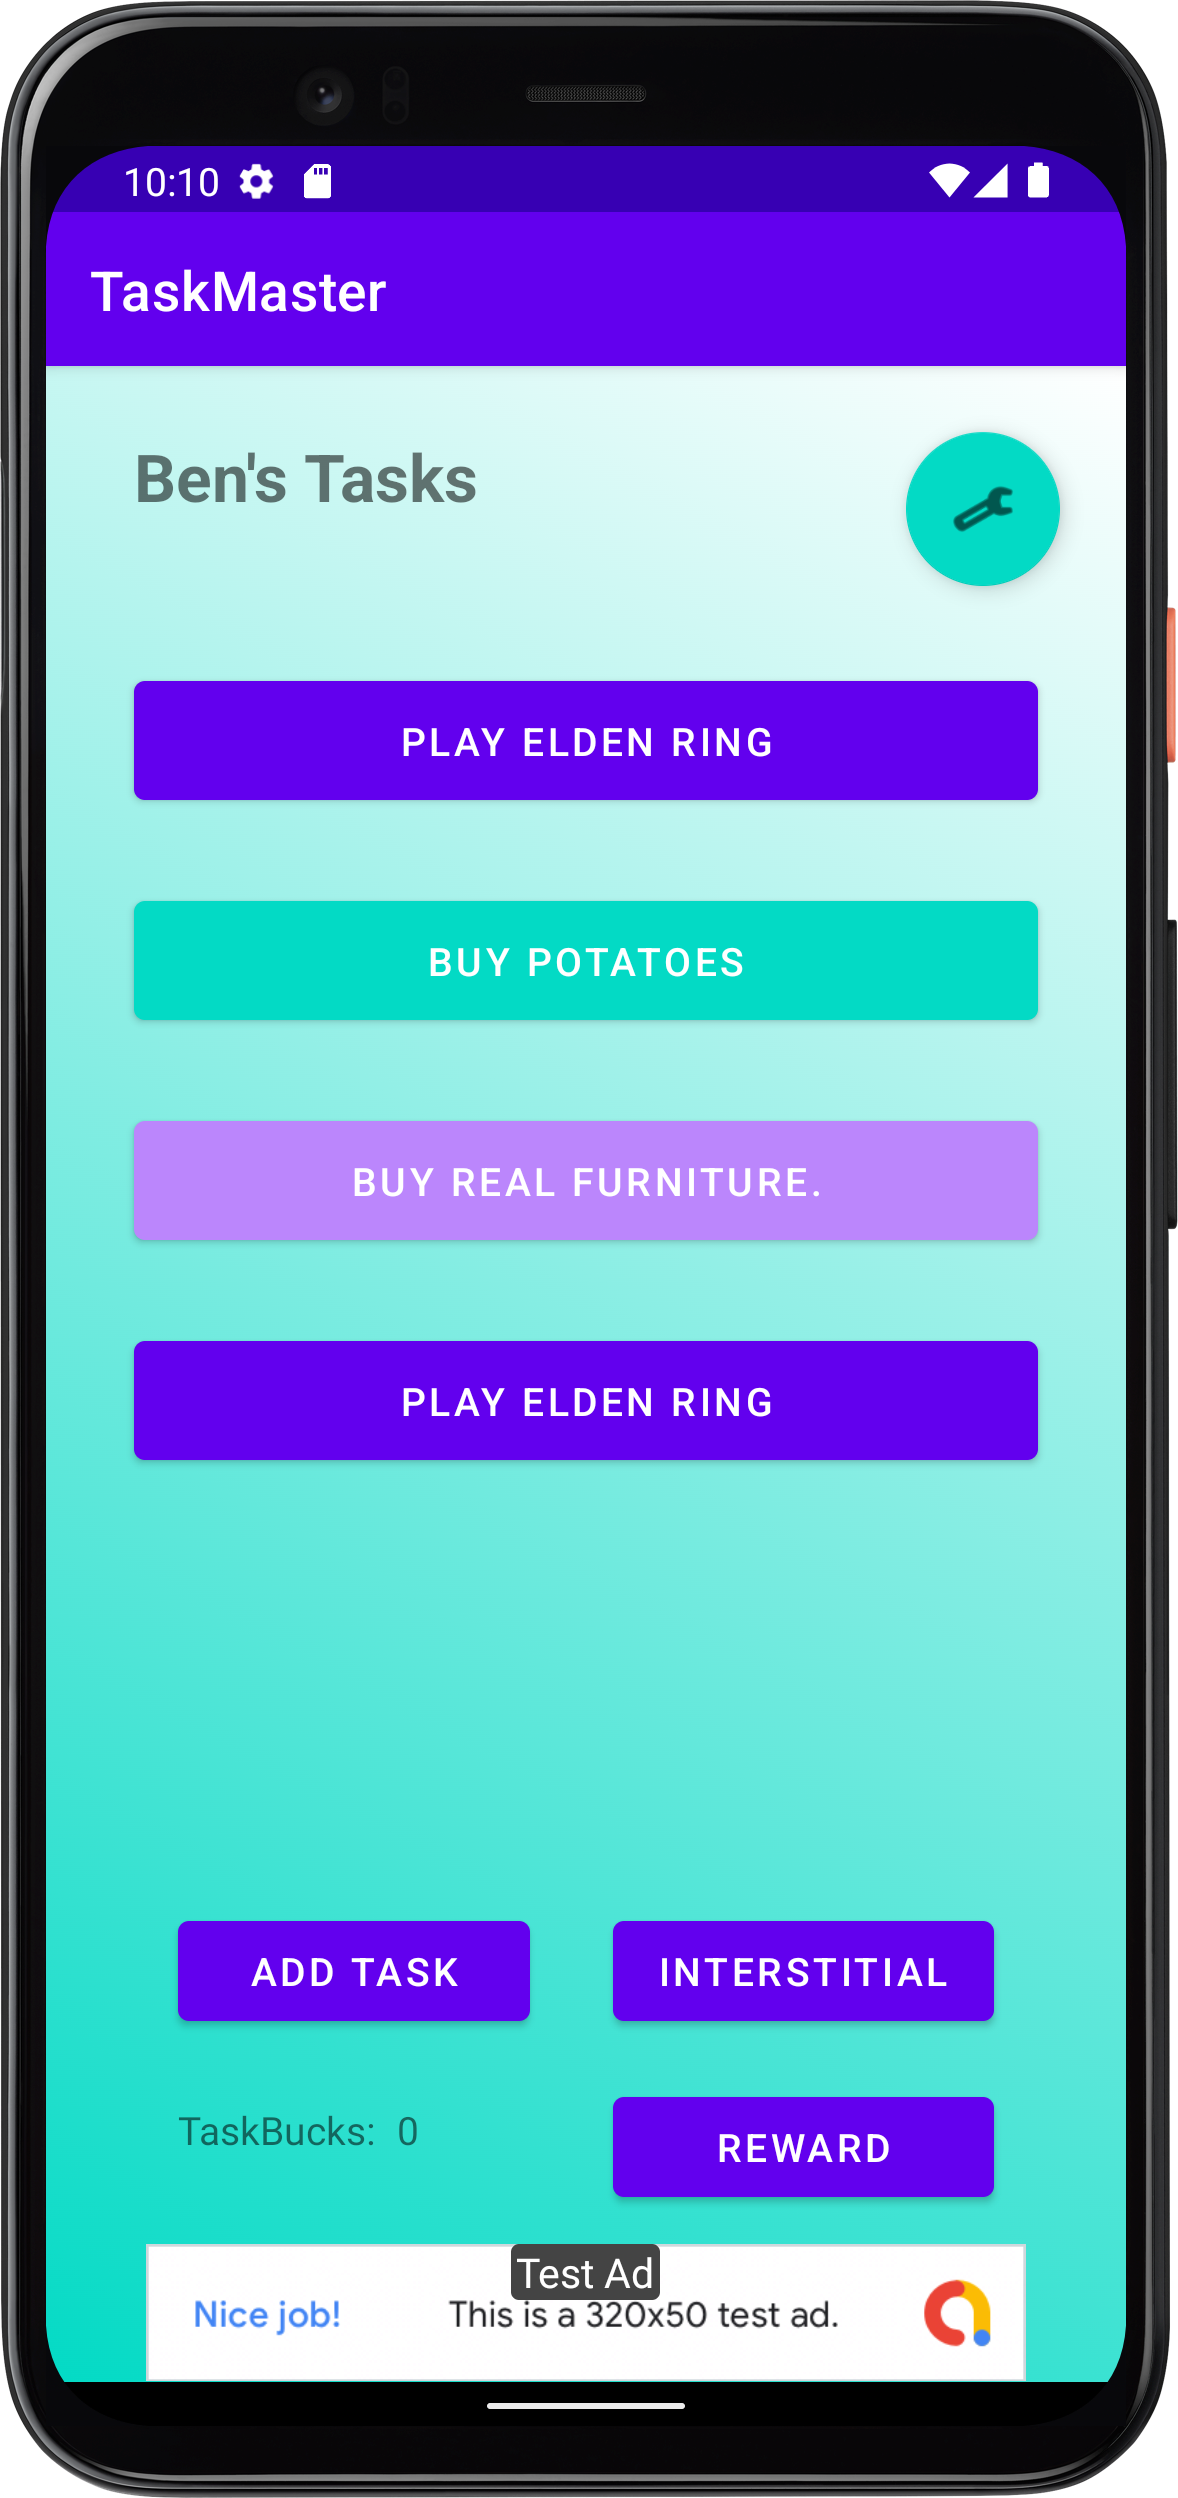 10:10
TaskMaster
Ben's Tasks
PLAY ELDEN RING
BUY POTATOES
BUY REAL FURNITURE.
PLAY ELDEN RING
ADD TASK
INTERSTITIAL
TaskBucks: 0
REWARD
Test Ad
Nice job!
This is a 320x50 test ad.